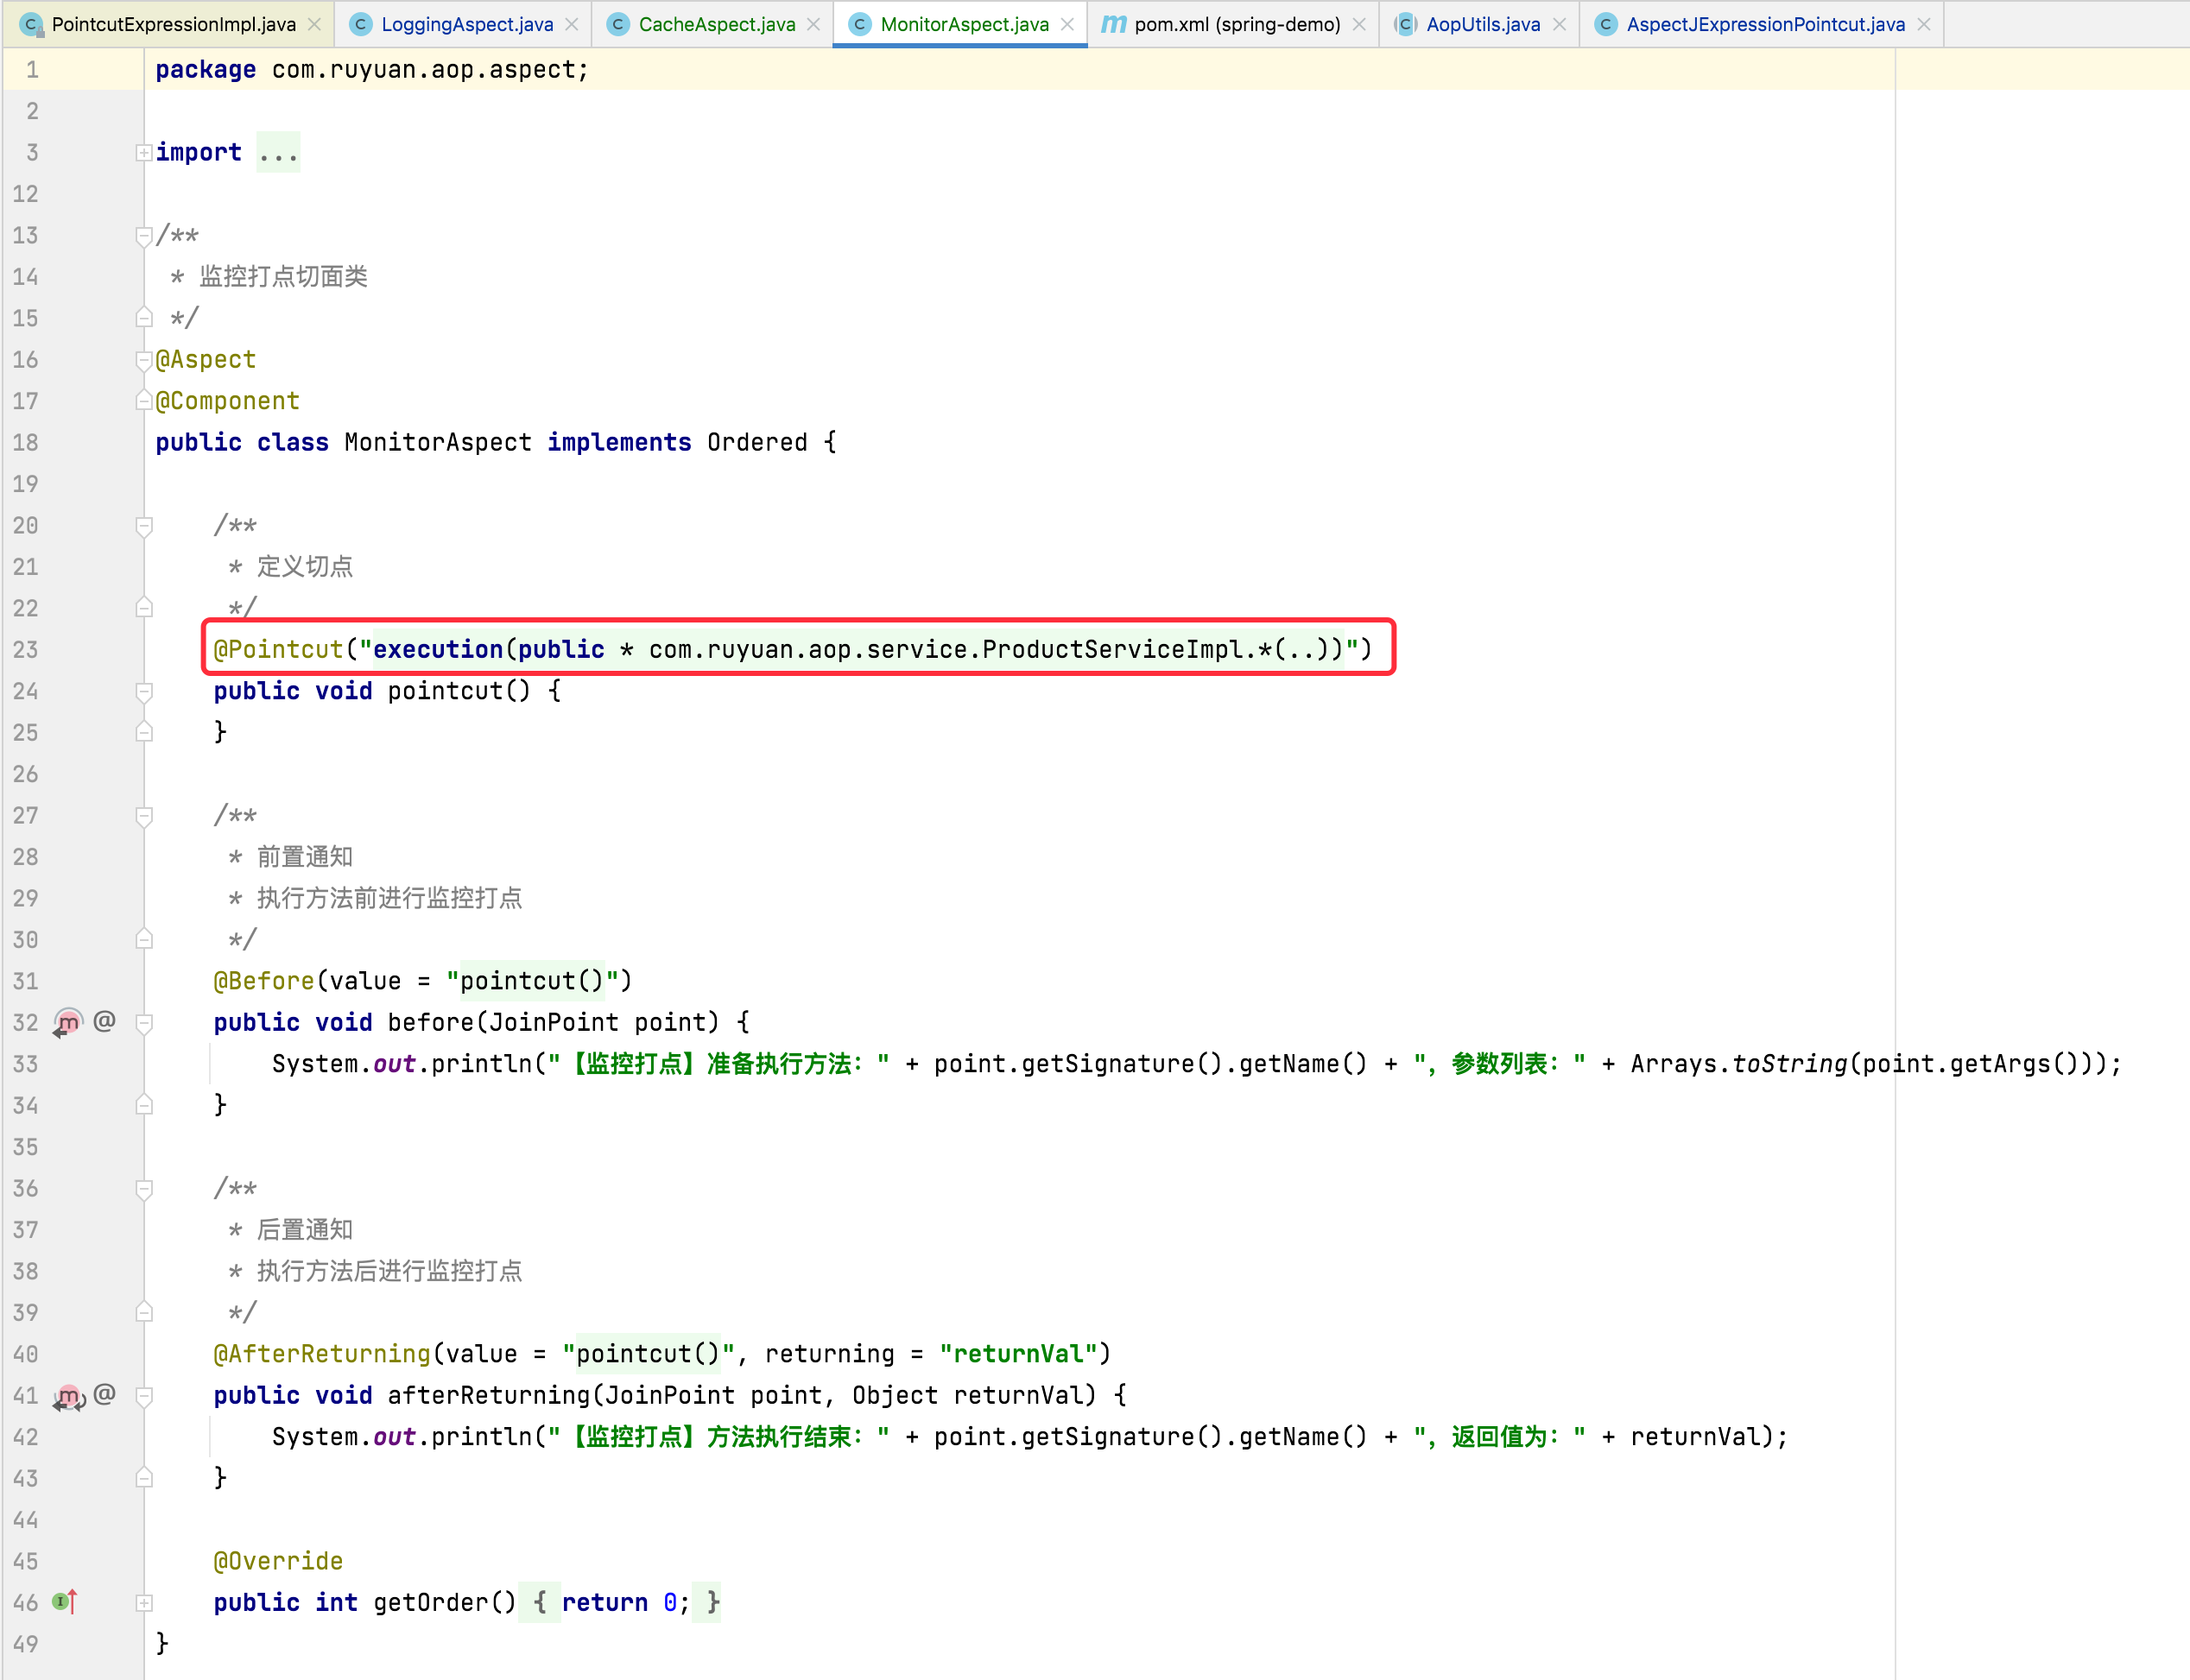 PointcutExpressionImpl.java LoggingAspect.java CacheAspect.java MonitorAspect.java pom.xml (spring-demo) AopUtils.java AspectJExpressionPointcut.java
1 package com.ruyuan.aop.aspect;
2
3 import ...
12
13 /**
14  * 监控打点切面类
15  */
16 @Aspect
17 @Component
18 public class MonitorAspect implements Ordered {
19
20     /**
21      * 定义切点
22      */
23     @Pointcut("execution(public * com.ruyuan.aop.service.ProductServiceImpl.*(..))")
24     public void pointcut() {
25     }
26
27     /**
28      * 前置通知
29      * 执行方法前进行监控打点
30      */
31     @Before(value = "pointcut()")
32     public void before(JoinPoint point) {
33         System.out.println("【监控打点】准备执行方法：" + point.getSignature().getName() + "，参数列表：" + Arrays.toString(point.getArgs()));
34     }
35
36     /**
37      * 后置通知
38      * 执行方法后进行监控打点
39      */
40     @AfterReturning(value = "pointcut()", returning = "returnVal")
41     public void afterReturning(JoinPoint point, Object returnVal) {
42         System.out.println("【监控打点】方法执行结束：" + point.getSignature().getName() + "，返回值为：" + returnVal);
43     }
44
45     @Override
46     public int getOrder() { return 0; }
49 }